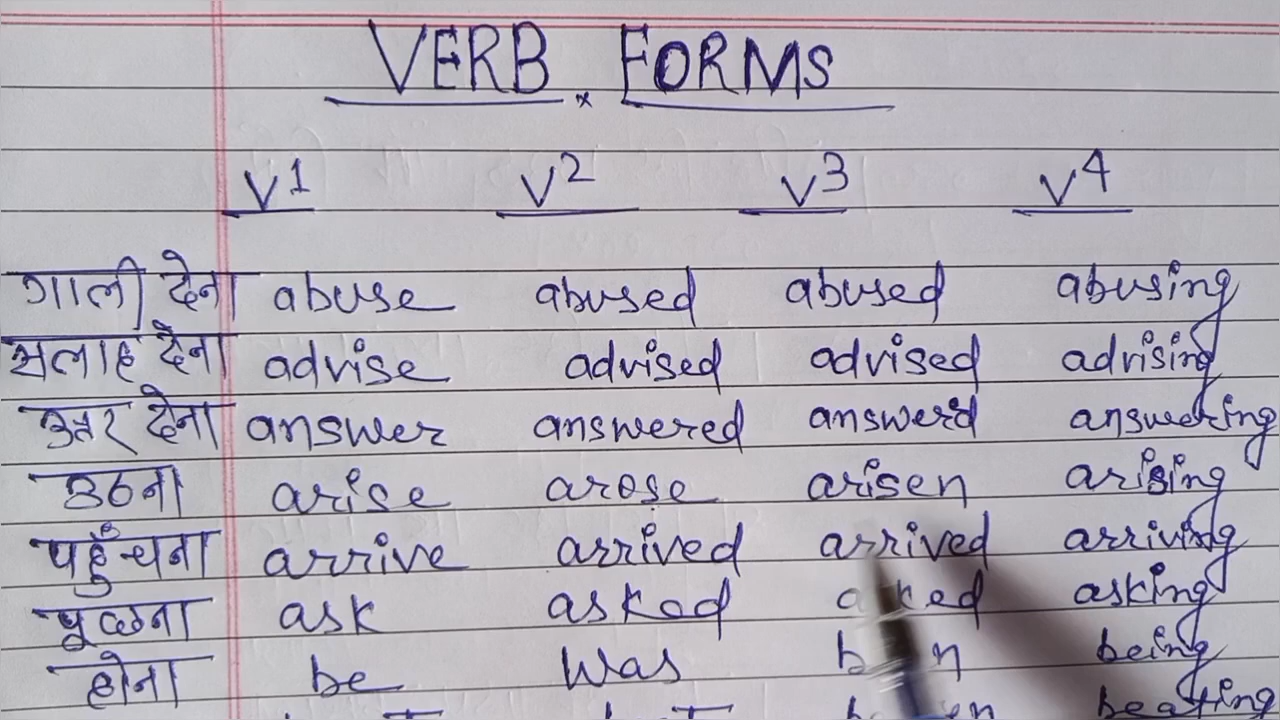 VERB FORMS
V1 V2 V3 V4
गाली देना abuse abused abused abusing
सलाह देना advise advised advised advising
उत्तर देना answer answered answerd answering
उठना arise arose arisen arising
पहुँचना arrive arrived arrived arriving
पूछना ask asked asking
होना be was being
beating